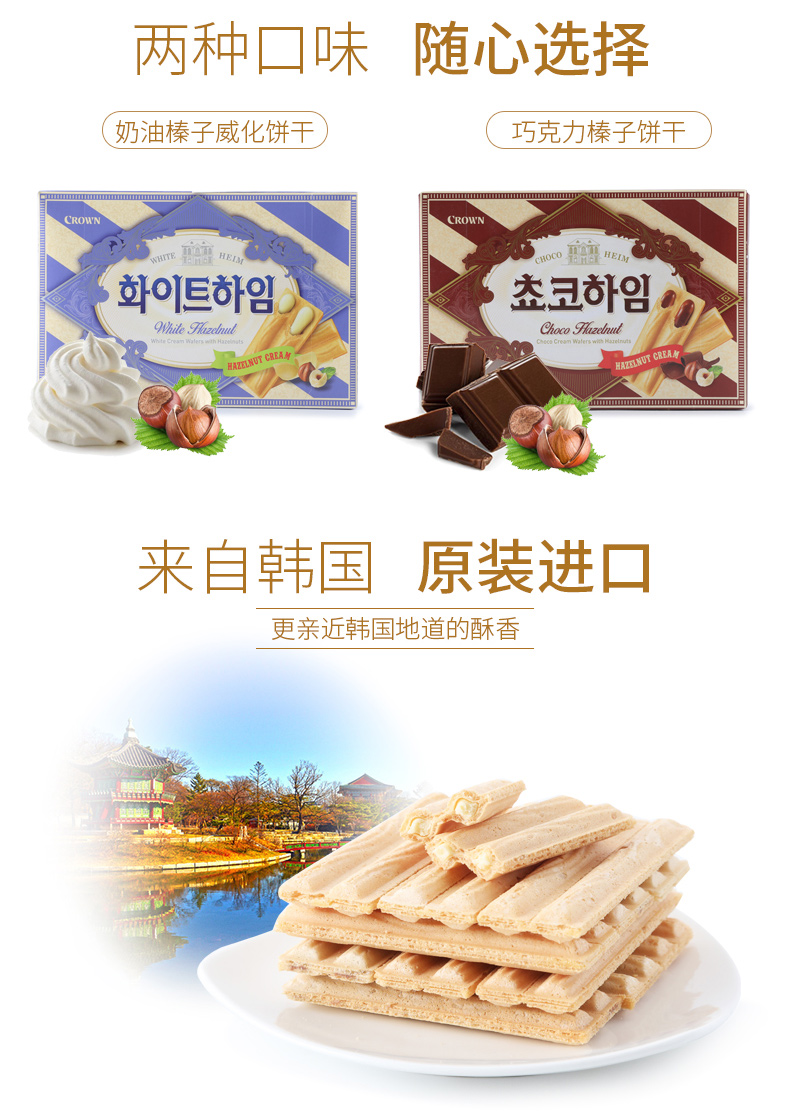 两种口味 随心选择
奶油榛子威化饼干
巧克力榛子饼干
CROWN
WHITE HEIM
화이트하임
White Hazelnut
White Cream Wafers with Hazelnuts
HAZELNUT CREAM
CROWN
CHOCO HEIM
쵸코하임
Choco Hazelnut
Choco Cream Wafers with Hazelnuts
HAZELNUT CREAM
来自韩国 原装进口
更亲近韩国地道的酥香